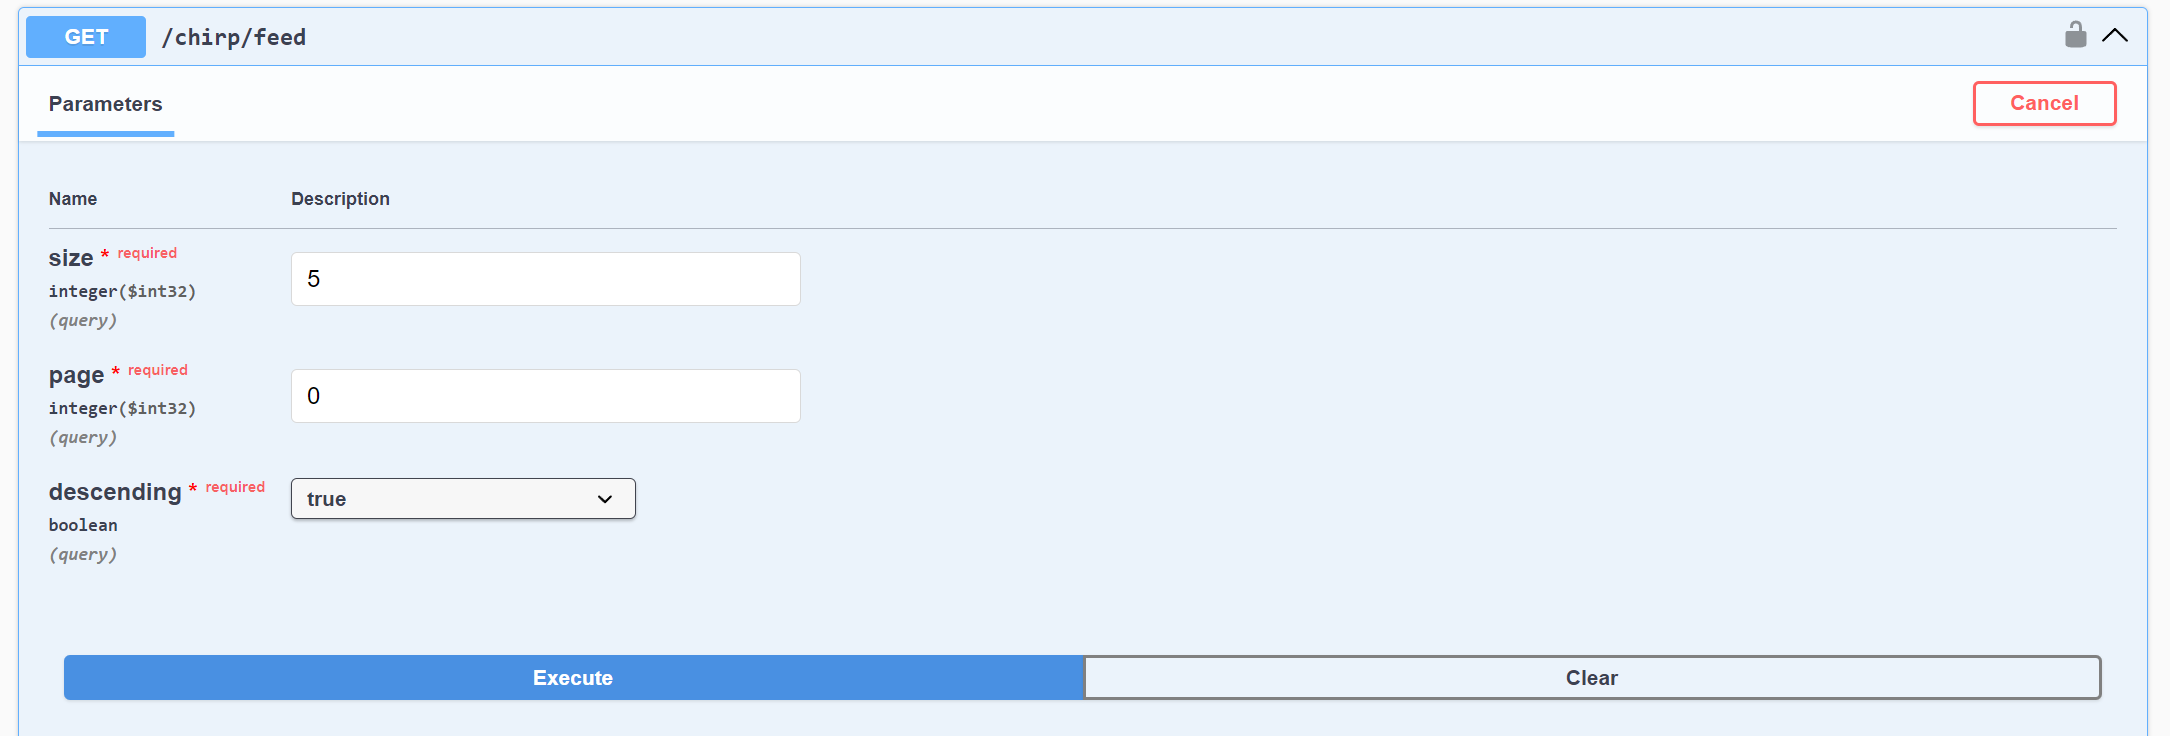 GET /chirp/feed
Parameters
Cancel
Name Description
size * required
integer($int32)
(query)
5
page * required
integer($int32)
(query)
0
descending * required
boolean
(query)
true
Execute Clear